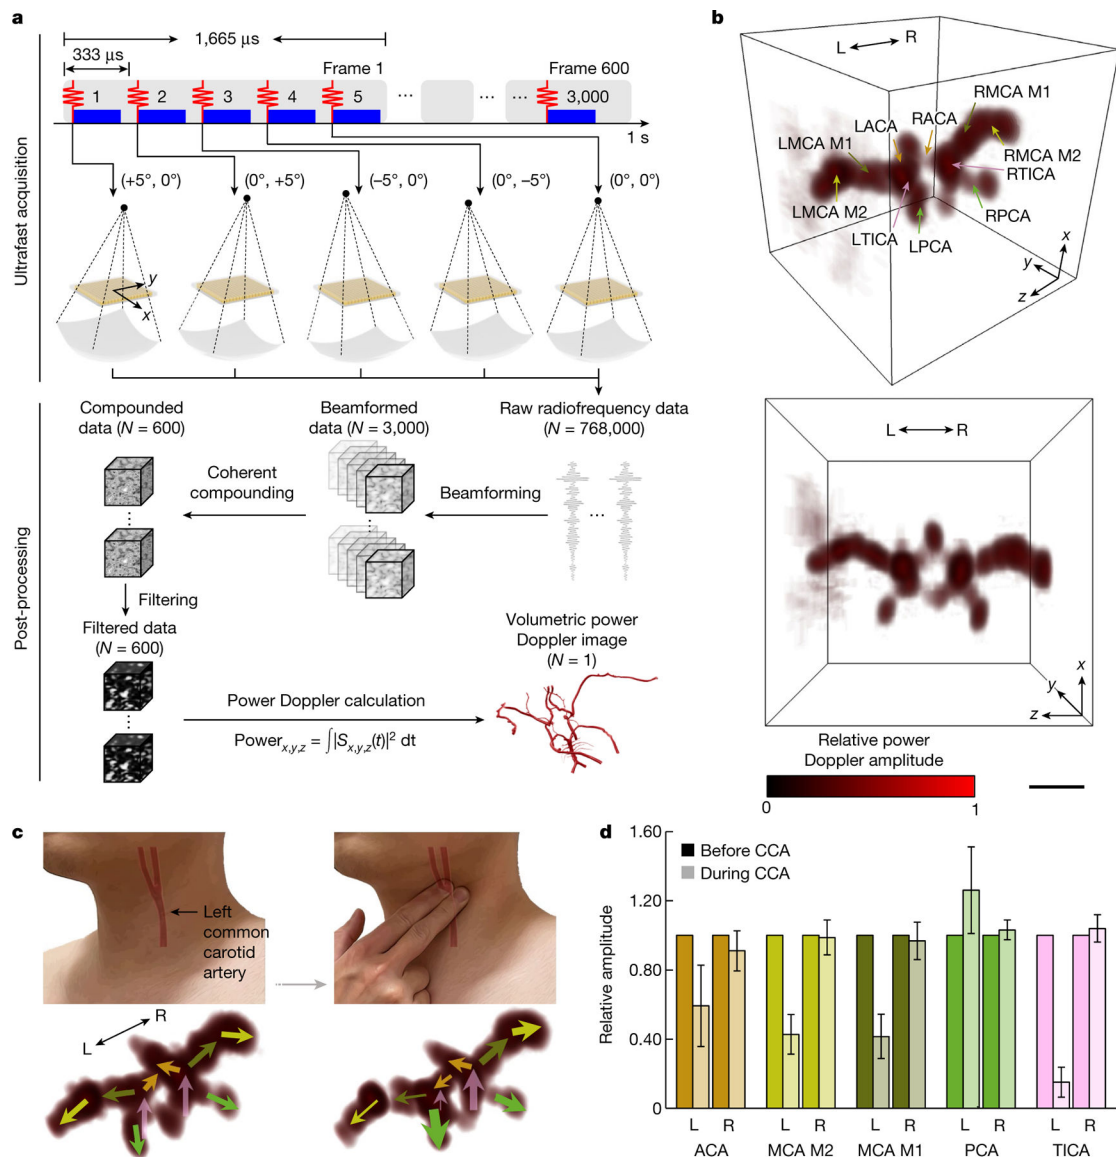 a
1,665 μs
333 μs
Frame 1
Frame 600
1
2
3
4
5
...
...
...
3,000
1 s
(+5°, 0°)
(0°, +5°)
(–5°, 0°)
(0°, –5°)
(0°, 0°)
y
x
Ultrafast acquisition
Compounded
data (N = 600)
Beamformed
data (N = 3,000)
Raw radiofrequency data
(N = 768,000)
Coherent
compounding
Beamforming
...
Filtering
Filtered data
(N = 600)
Volumetric power
Doppler image
(N = 1)
Power Doppler calculation
Powerx,y,z = ∫|Sx,y,z(t)|² dt
Post-processing
b
L
R
RMCA M1
RACA
LACA
LMCA M1
RMCA M2
RTICA
LMCA M2
RPCA
LTICA
LPCA
x
y
z
L
R
x
y
z
Relative power
Doppler amplitude
0
1
c
Left
common
carotid
artery
R
L
d
1.60
1.20
0.80
0.40
0
Relative amplitude
Before CCA
During CCA
L R L R L R L R L R
ACA MCA M2 MCA M1 PCA TICA